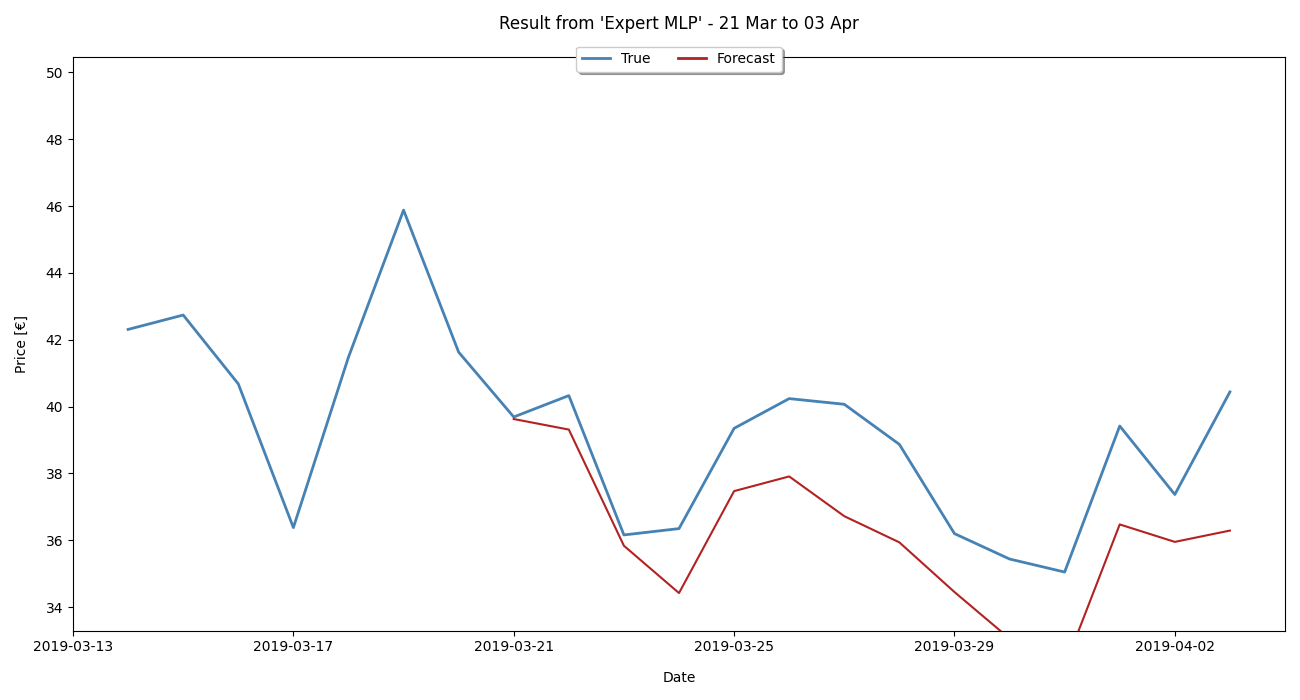 Result from 'Expert MLP' - 21 Mar to 03 Apr
True Forecast
50
48
46
44
42
40
38
36
34
Price [€]
2019-03-13 2019-03-17 2019-03-21 2019-03-25 2019-03-29 2019-04-02
Date